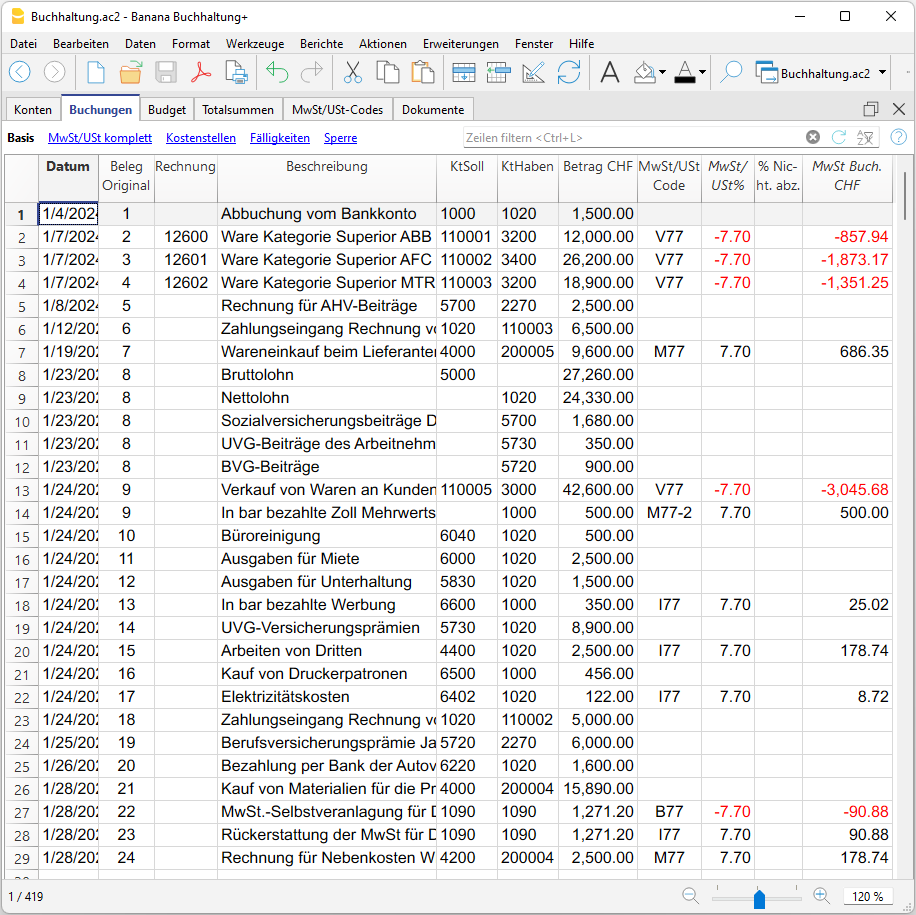 Buchhaltung.ac2 - Banana Buchhaltung+
Datei Bearbeiten Daten Format Werkzeuge Berichte Aktionen Erweiterungen Fenster Hilfe
Buchhaltung.ac2
Konten Buchungen Budget Totalsummen MwSt/USt-Codes Dokumente
Basis MwSt/USt komplett Kostenstellen Fälligkeiten Sperre Zeilen filtern <Ctrl+L>
Datum Beleg Rechnung Beschreibung KtSoll KtHaben Betrag CHF MwSt/USt MwSt/ % Nic- MwSt Buch.
Original Code USt% ht. abz. CHF
1 1/4/2024 1 Abbuchung vom Bankkonto 1000 1020 1,500.00
2 1/7/2024 2 12600 Ware Kategorie Superior ABB 110001 3200 12,000.00 V77 -7.70 -857.94
3 1/7/2024 3 12601 Ware Kategorie Superior AFC 110002 3400 26,200.00 V77 -7.70 -1,873.17
4 1/7/2024 4 12602 Ware Kategorie Superior MTR 110003 3200 18,900.00 V77 -7.70 -1,351.25
5 1/8/2024 5 Rechnung für AHV-Beiträge 5700 2270 2,500.00
6 1/12/202 6 Zahlungseingang Rechnung vo 1020 110003 6,500.00
7 1/19/202 7 Wareneinkauf beim Lieferanten 4000 200005 9,600.00 M77 7.70 686.35
8 1/23/202 8 Bruttolohn 5000 27,260.00
9 1/23/202 8 Nettolohn 1020 24,330.00
10 1/23/202 8 Sozialversicherungsbeiträge D 5700 1,680.00
11 1/23/202 8 UVG-Beiträge des Arbeitnehm 5730 350.00
12 1/23/202 8 BVG-Beiträge 5720 900.00
13 1/24/202 9 Verkauf von Waren an Kunden 110005 3000 42,600.00 V77 -7.70 -3,045.68
14 1/24/202 9 In bar bezahlte Zoll Mehrwerts 1000 500.00 M77-2 7.70 500.00
15 1/24/202 10 Büroreinigung 6040 1020 500.00
16 1/24/202 11 Ausgaben für Miete 6000 1020 2,500.00
17 1/24/202 12 Ausgaben für Unterhaltung 5830 1020 1,500.00
18 1/24/202 13 In bar bezahlte Werbung 6600 1000 350.00 I77 7.70 25.02
19 1/24/202 14 UVG-Versicherungsprämien 5730 1020 8,900.00
20 1/24/202 15 Arbeiten von Dritten 4400 1020 2,500.00 I77 7.70 178.74
21 1/24/202 16 Kauf von Druckerpatronen 6500 1000 456.00
22 1/24/202 17 Elektrizitätskosten 6402 1020 122.00 I77 7.70 8.72
23 1/24/202 18 Zahlungseingang Rechnung vo 1020 110002 5,000.00
24 1/25/202 19 Berufsversicherungsprämie Ja 5720 2270 6,000.00
25 1/26/202 20 Bezahlung per Bank der Autov 6220 1020 1,600.00
26 1/28/202 21 Kauf von Materialien für die Pr 4000 200004 15,890.00
27 1/28/202 22 MwSt.-Selbstveranlagung für D 1090 1090 1,271.20 B77 -7.70 -90.88
28 1/28/202 23 Rückerstattung der MwSt für D 1090 1090 1,271.20 I77 7.70 90.88
29 1/28/202 24 Rechnung für Nebenkosten W 4200 200004 2,500.00 M77 7.70 178.74
1 / 419 120 %